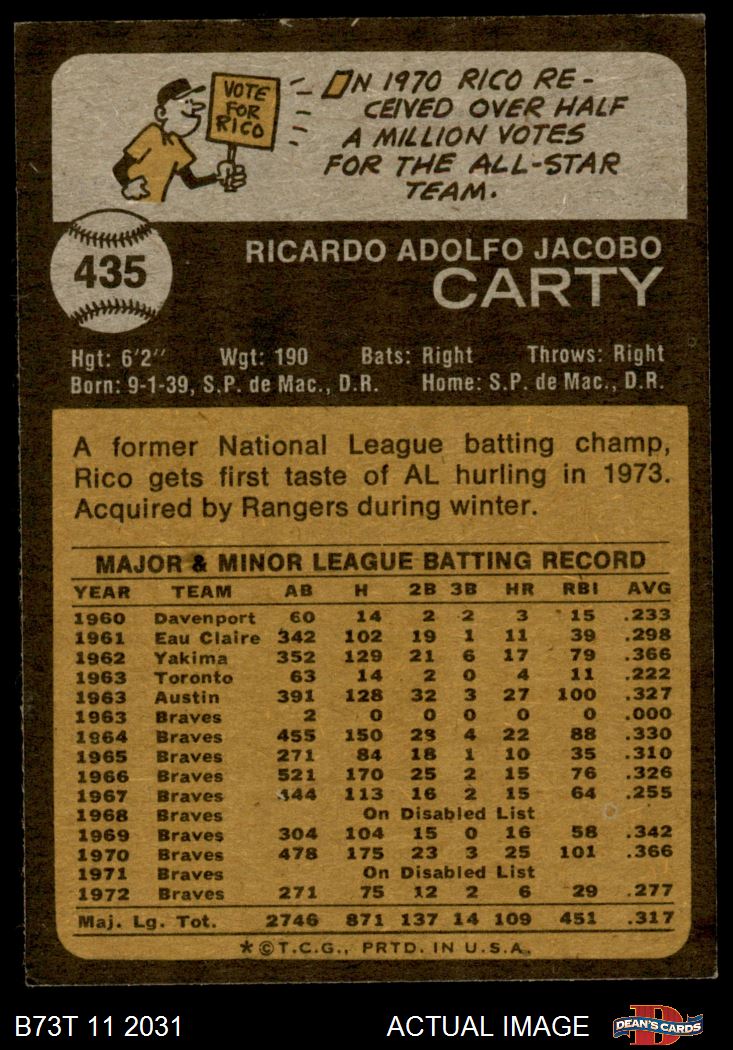 VOTE
FOR
RICO
ON 1970 RICO RE-
CEIVED OVER HALF
A MILLION VOTES
FOR THE ALL-STAR
TEAM.
435
RICARDO ADOLFO JACOBO
CARTY
Hgt: 6'2" Wgt: 190 Bats: Right Throws: Right
Born: 9-1-39, S.P. de Mac., D.R. Home: S.P. de Mac., D.R.
A former National League batting champ,
Rico gets first taste of AL hurling in 1973.
Acquired by Rangers during winter.
MAJOR & MINOR LEAGUE BATTING RECORD
YEAR TEAM AB H 2B 3B HR RBI AVG
1960 Davenport 60 14 2 2 3 15 .233
1961 Eau Claire 342 102 19 1 11 39 .298
1962 Yakima 352 129 21 6 17 79 .366
1963 Toronto 63 14 2 0 4 11 .222
1963 Austin 391 128 32 3 27 100 .327
1963 Braves 2 0 0 0 0 0 .000
1964 Braves 455 150 28 4 22 88 .330
1965 Braves 271 84 18 1 10 35 .310
1966 Braves 521 170 25 2 15 76 .326
1967 Braves 444 113 16 2 15 64 .255
1968 Braves On Disabled List
1969 Braves 304 104 15 0 16 58 .342
1970 Braves 478 175 23 3 25 101 .366
1971 Braves On Disabled List
1972 Braves 271 75 12 2 6 29 .277
Maj. Lg. Tot. 2746 871 137 14 109 451 .317
*©T.C.G., PRTD. IN U.S.A.
B73T 11 2031 ACTUAL IMAGE D DEAN'S CARDS